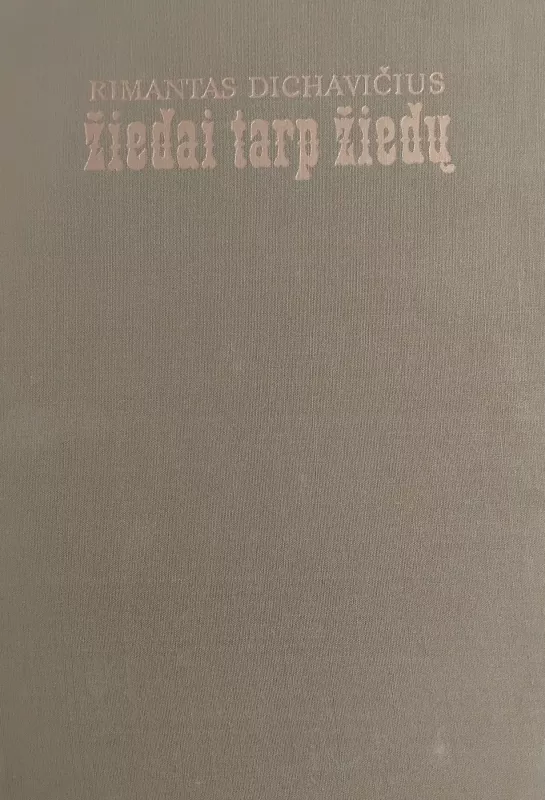 RIMANTAS DICHAVIČIUS
žiedai tarp žiedų